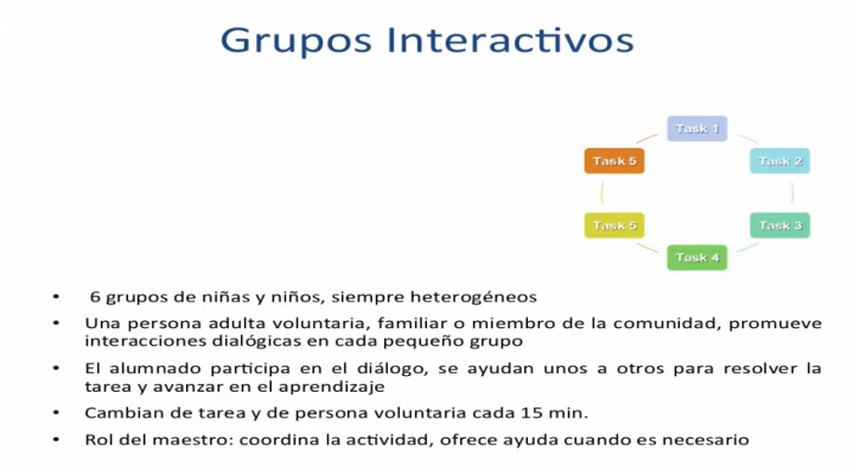 Grupos Interactivos
Task 1
Task 5
Task 2
Task 5
Task 3
Task 4
• 6 grupos de niñas y niños, siempre heterogéneos
• Una persona adulta voluntaria, familiar o miembro de la comunidad, promueve
interacciones dialógicas en cada pequeño grupo
• El alumnado participa en el diálogo, se ayudan unos a otros para resolver la
tarea y avanzar en el aprendizaje
• Cambian de tarea y de persona voluntaria cada 15 min.
• Rol del maestro: coordina la actividad, ofrece ayuda cuando es necesario